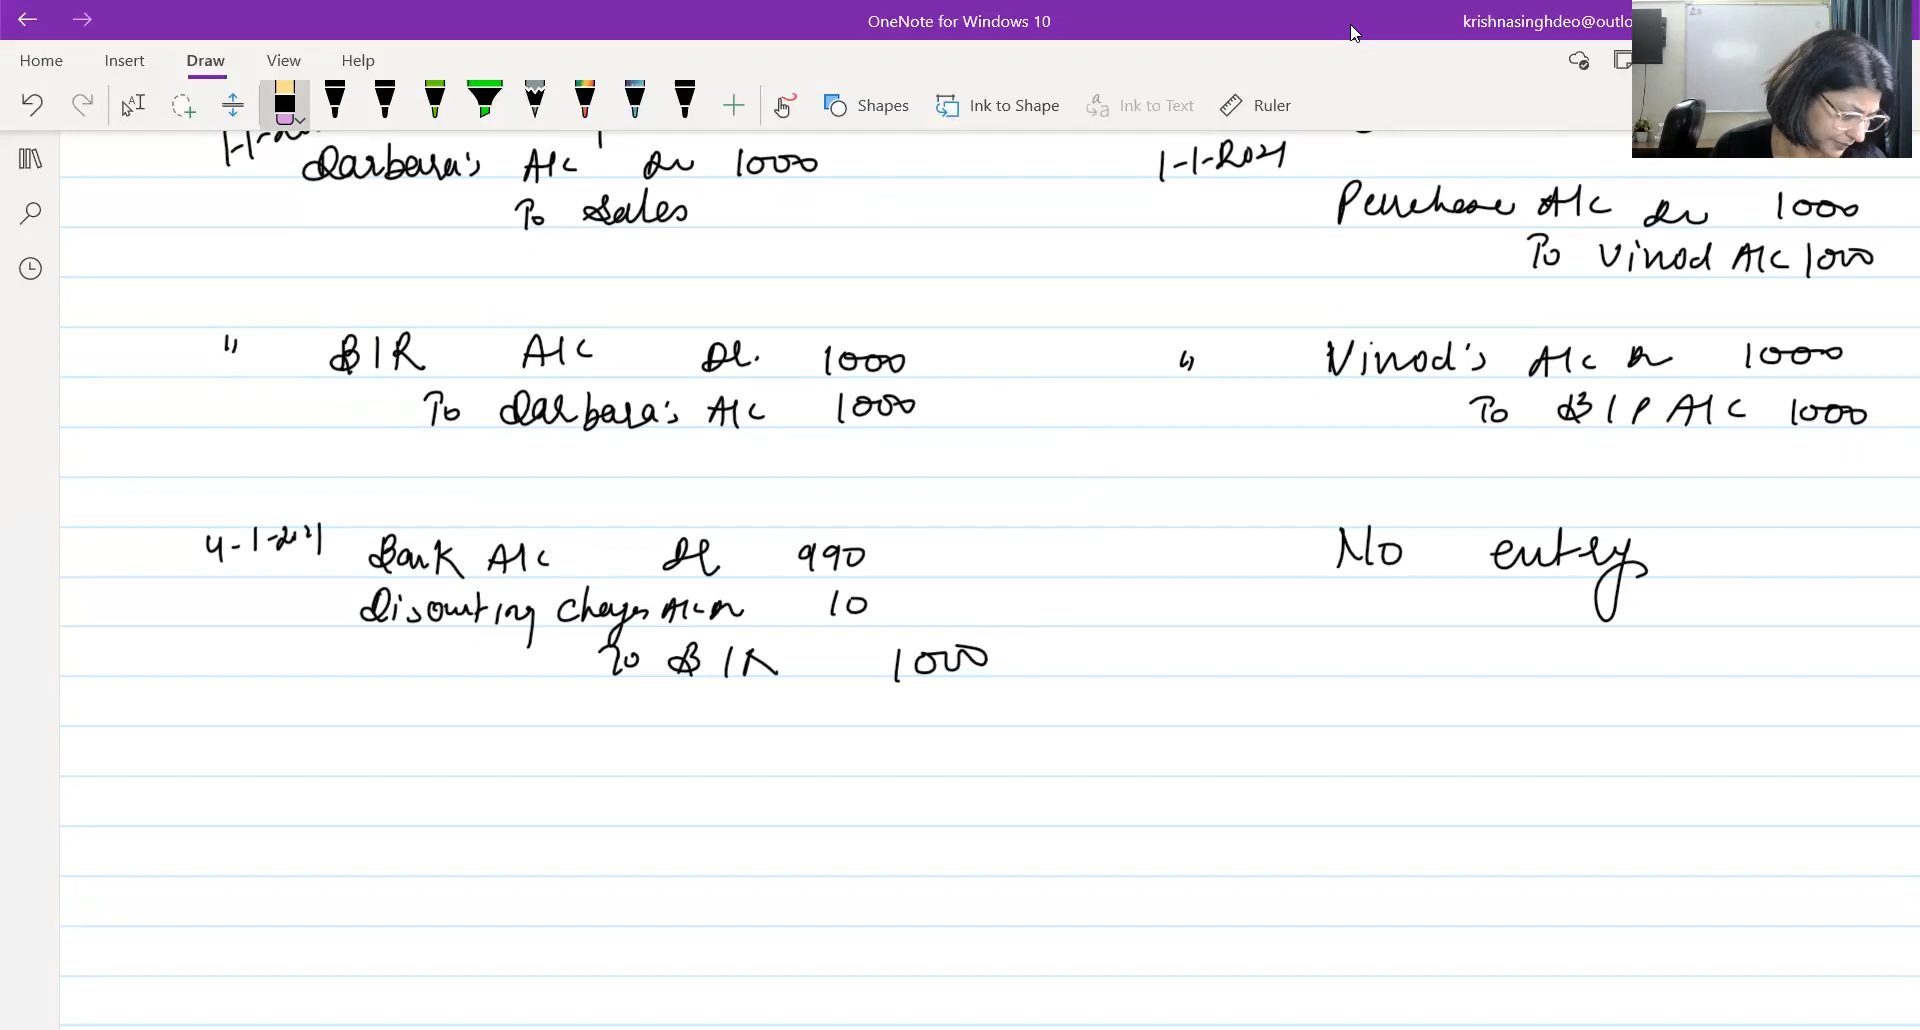 OneNote for Windows 10
krishnasinghdeo@outlo
Home Insert Draw View Help
Shapes Ink to Shape Ink to Text Ruler
Darbara's A/c Dr 1000
To Sales
1-1-2021
Purchase A/c Dr 1000
To Vinod A/c 1000
" B/R A/c Dr. 1000
To Darbara's A/c 1000
" Vinod's A/c Dr 1000
To B/P A/c 1000
4-1-2021 Bank A/c Dr 990
Discounting Charges A/c Dr 10
To B/R 1000
No entry